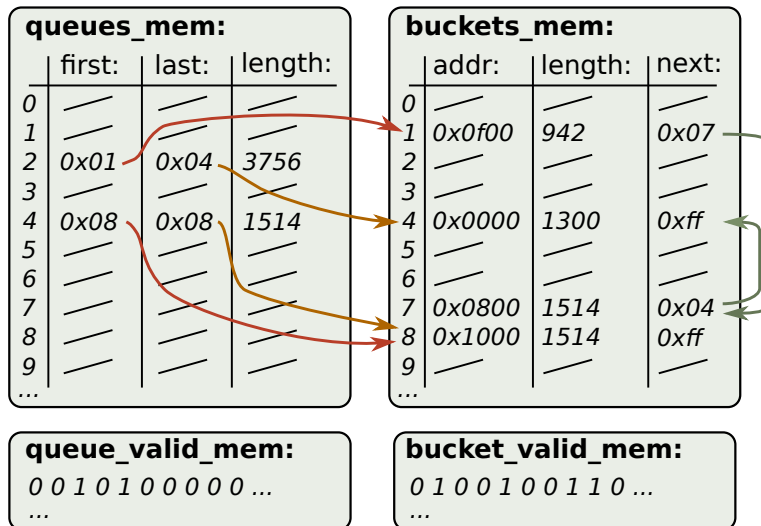 queues_mem:
first: last: length:
0
1
2 0x01 0x04 3756
3
4 0x08 0x08 1514
5
6
7
8
9
...
buckets_mem:
addr: length: next:
0
1 0x0f00 942 0x07
2
3
4 0x0000 1300 0xff
5
6
7 0x0800 1514 0x04
8 0x1000 1514 0xff
9
...
queue_valid_mem:
0 0 1 0 1 0 0 0 0 0 ...
...
bucket_valid_mem:
0 1 0 0 1 0 0 1 1 0 ...
...